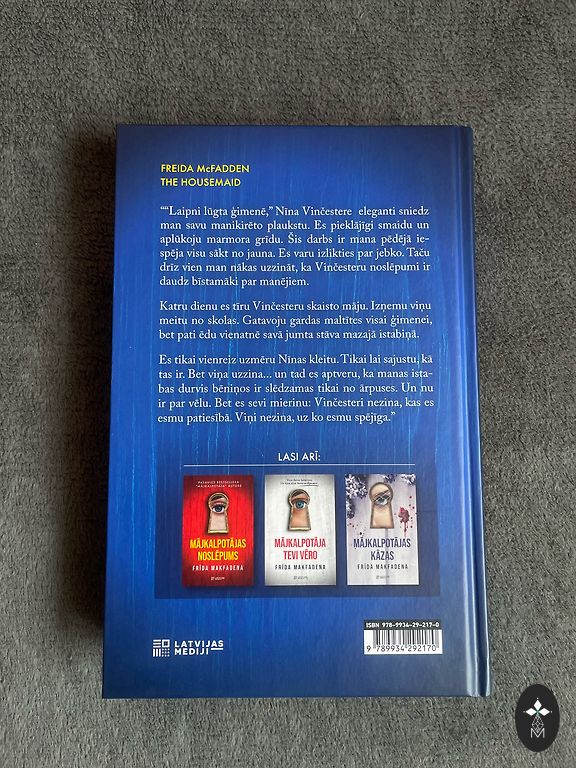 FREIDA McFADDEN
THE HOUSEMAID
““Laipni lūgta ģimenē,” Nīna Vinčestere eleganti sniedz
man savu manikirēto plaukstu. Es pieklājīgi smaidu un
aplūkoju marmora grīdu. Šis darbs ir mana pēdējā ie-
spēja visu sākt no jauna. Es varu izlikties par jebko. Taču
drīz vien man nākas uzzināt, ka Vinčesteru noslēpumi ir
daudz bīstamāki par manējiem.
Katru dienu es tīru Vinčesteru skaisto māju. Izņemu viņu
meitu no skolas. Gatavoju gardas maltītes visai ģimenei,
bet pati ēdu vienatnē savā jumta stāva mazajā istabiņā.
Es tikai vienreiz uzmēru Nīnas kleitu. Tikai lai sajustu, kā
tas ir. Bet viņa uzzina... un tad es aptveru, ka manas ista-
bas durvis bēniņos ir slēdzamas tikai no ārpuses. Un nu
ir par vēlu. Bet es sevi mierinu: Vinčesteri nezina, kas es
esmu patiesībā. Viņi nezina, uz ko esmu spējīga.”
LASI ARĪ:
PASAULES BESTSELLERA
"MĀJKALPOTĀJA" AUTORE
MĀJKALPOTĀJAS
NOSLĒPUMS
FRĪDA MAKFADENA
MĀJKALPOTĀJA
TEVI VĒRO
FRĪDA MAKFADENA
MĀJKALPOTĀJAS
KĀZAS
FRĪDA MAKFADENA
LATVIJAS
MEDIJI
ISBN 978-9934-29-217-0
9 789934 292170
M